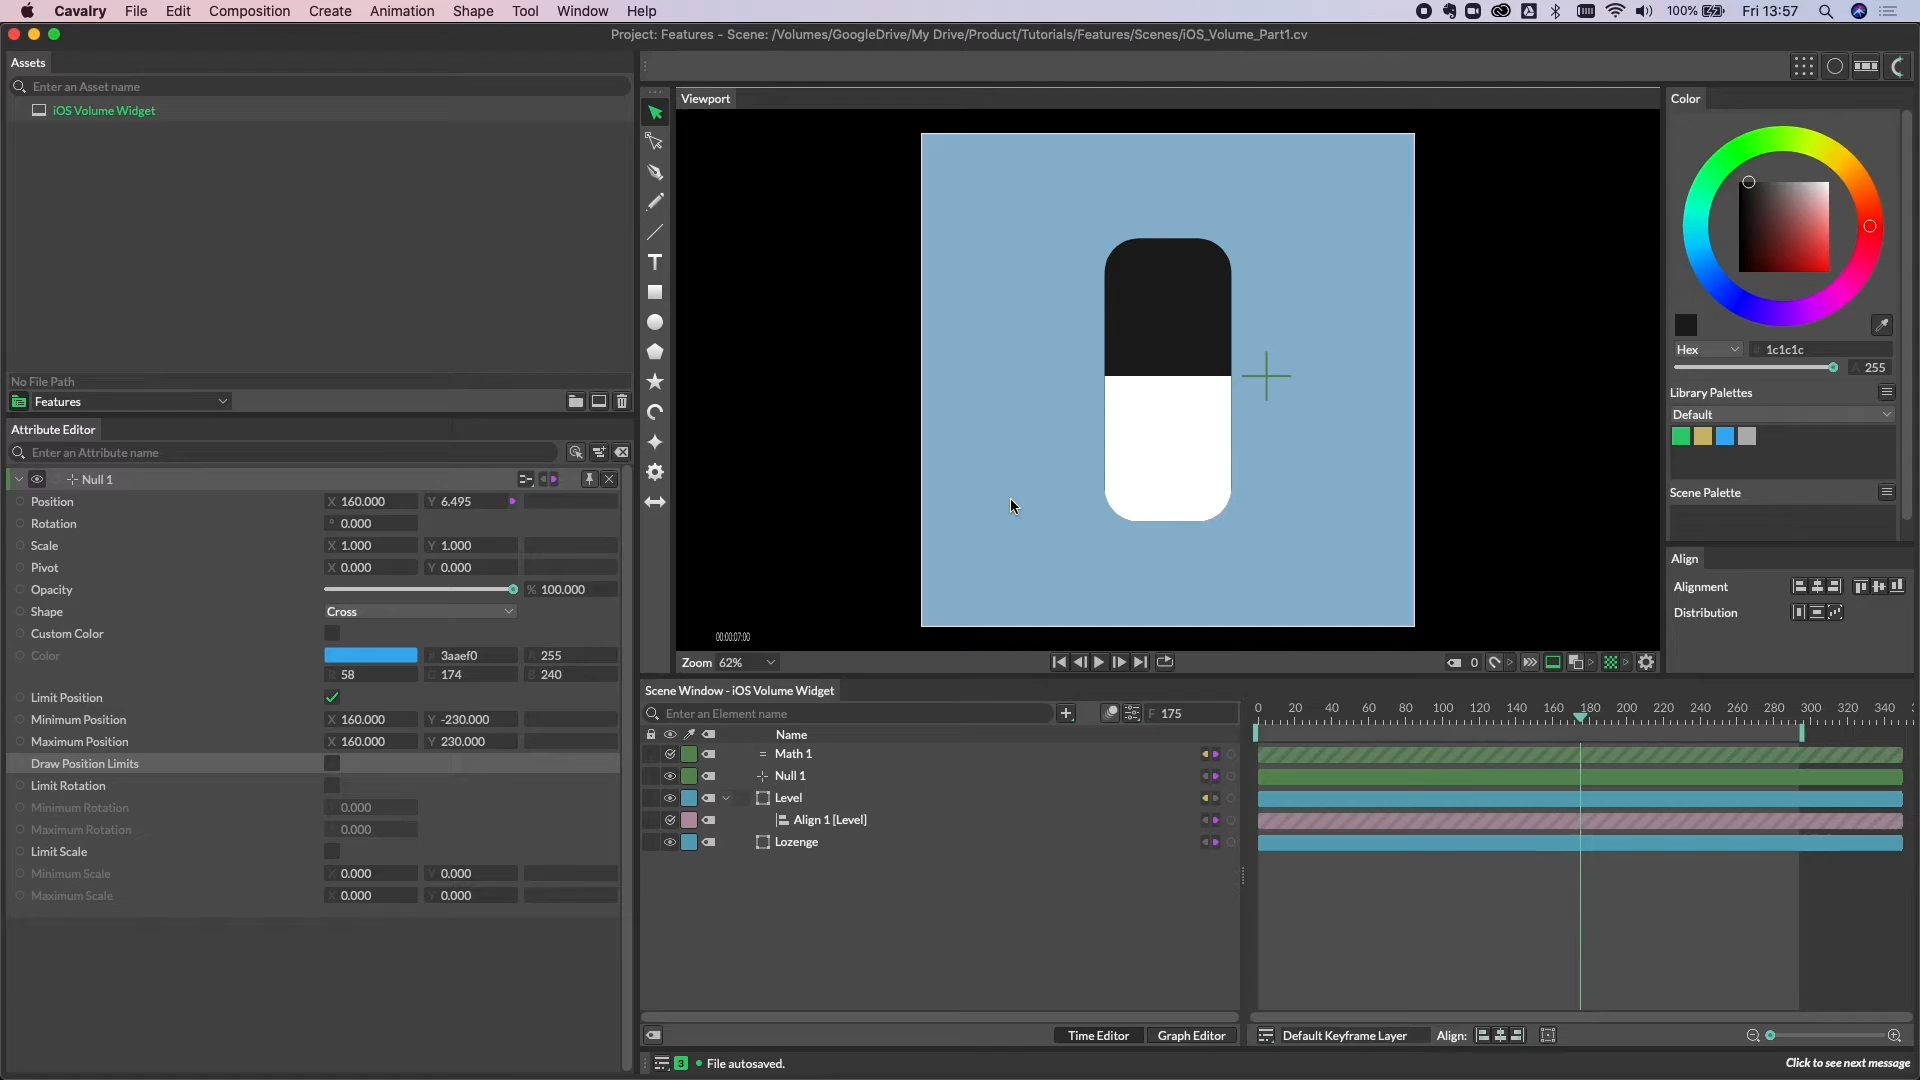 Cavalry File Edit Composition Create Animation Shape Tool Window Help 100% Fri 13:57
Project: Features - Scene: /Volumes/GoogleDrive/My Drive/Product/Tutorials/Features/Scenes/iOS_Volume_Part1.cv
Assets
Enter an Asset name
iOS Volume Widget
No File Path
Features
Attribute Editor
Enter an Attribute name
Null 1
Position X 160.000 Y 6.495
Rotation ° 0.000
Scale X 1.000 Y 1.000
Pivot X 0.000 Y 0.000
Opacity % 100.000
Shape Cross
Custom Color
Color 3aaef0 A 255
R 58 G 174 B 240
Limit Position
Minimum Position X 160.000 Y -230.000
Maximum Position X 160.000 Y 230.000
Draw Position Limits
Limit Rotation
Minimum Rotation 0.000
Maximum Rotation 0.000
Limit Scale
Minimum Scale X 0.000 Y 0.000
Maximum Scale X 0.000 Y 0.000
Viewport
00:00:07:00
Zoom 62% 0
Color
Hex # 1c1c1c
A 255
Library Palettes
Default
Scene Palette
Align
Alignment
Distribution
Scene Window - iOS Volume Widget
Enter an Element name F 175
0 20 40 60 80 100 120 140 160 180 200 220 240 260 280 300 320 340
Name
Math 1
Null 1
Level
Align 1 [Level]
Lozenge
Time Editor Graph Editor Default Keyframe Layer Align:
3 File autosaved. Click to see next message